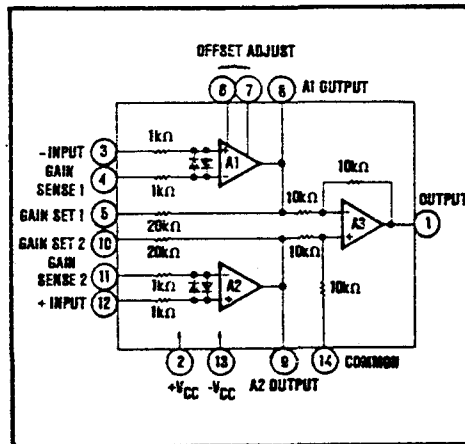 OFFSET ADJUST
6 7 8 A1 OUTPUT
-INPUT 3 1kΩ
GAIN SENSE 1 4 1kΩ
A1
10kΩ
GAIN SET 1 5 20kΩ 10kΩ
A3
OUTPUT
1
GAIN SET 2 10 20kΩ 10kΩ
GAIN SENSE 2 11 1kΩ
A2
10kΩ
+ INPUT 12 1kΩ
2 13 9 14 COMMON
+VCC -VCC A2 OUTPUT